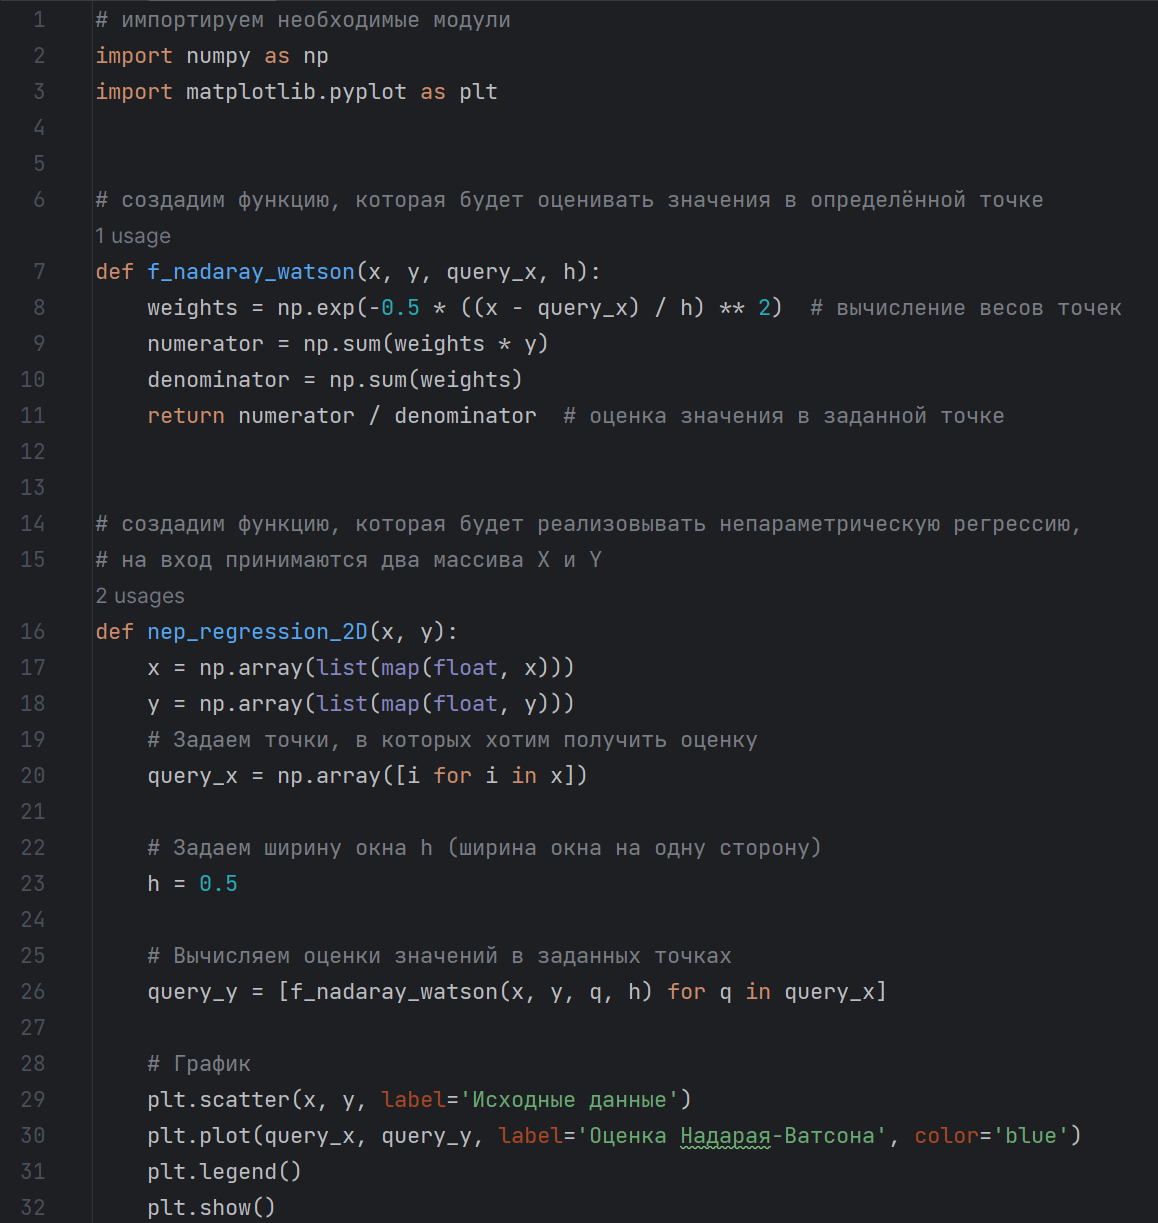 1 # импортируем необходимые модули
2 import numpy as np
3 import matplotlib.pyplot as plt
4
5
6 # создадим функцию, которая будет оценивать значения в определённой точке
1 usage
7 def f_nadaray_watson(x, y, query_x, h):
8     weights = np.exp(-0.5 * ((x - query_x) / h) ** 2)  # вычисление весов точек
9     numerator = np.sum(weights * y)
10     denominator = np.sum(weights)
11     return numerator / denominator  # оценка значения в заданной точке
12
13
14 # создадим функцию, которая будет реализовывать непараметрическую регрессию,
15 # на вход принимаются два массива X и Y
2 usages
16 def nep_regression_2D(x, y):
17     x = np.array(list(map(float, x)))
18     y = np.array(list(map(float, y)))
19     # Задаем точки, в которых хотим получить оценку
20     query_x = np.array([i for i in x])
21
22     # Задаем ширину окна h (ширина окна на одну сторону)
23     h = 0.5
24
25     # Вычисляем оценки значений в заданных точках
26     query_y = [f_nadaray_watson(x, y, q, h) for q in query_x]
27
28     # График
29     plt.scatter(x, y, label='Исходные данные')
30     plt.plot(query_x, query_y, label='Оценка Надарая-Ватсона', color='blue')
31     plt.legend()
32     plt.show()